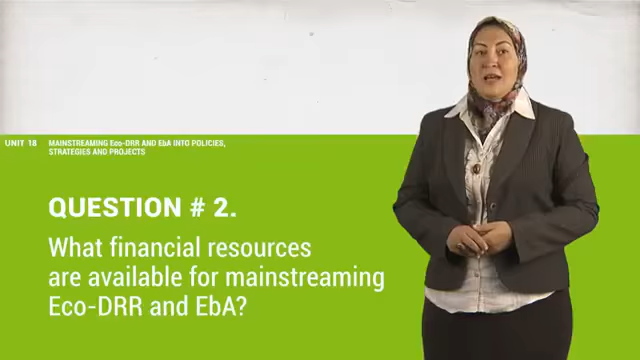 UNIT 18
MAINSTREAMING Eco-DRR AND EbA INTO POLICIES,
STRATEGIES AND PROJECTS
QUESTION # 2.
What financial resources
are available for mainstreaming
Eco-DRR and EbA?